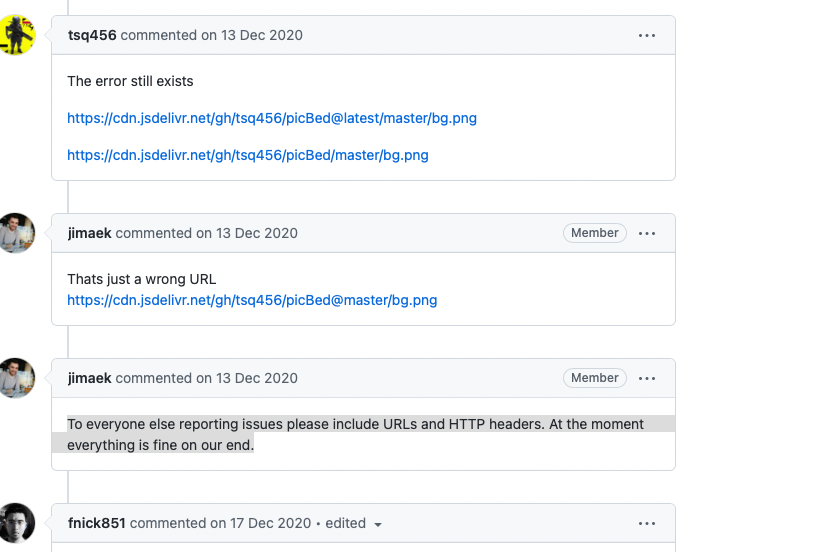 tsq456 commented on 13 Dec 2020
The error still exists
https://cdn.jsdelivr.net/gh/tsq456/picBed@latest/master/bg.png
https://cdn.jsdelivr.net/gh/tsq456/picBed/master/bg.png
jimaek commented on 13 Dec 2020 Member
Thats just a wrong URL
https://cdn.jsdelivr.net/gh/tsq456/picBed@master/bg.png
jimaek commented on 13 Dec 2020 Member
To everyone else reporting issues please include URLs and HTTP headers. At the moment
everything is fine on our end.
fnick851 commented on 17 Dec 2020 • edited